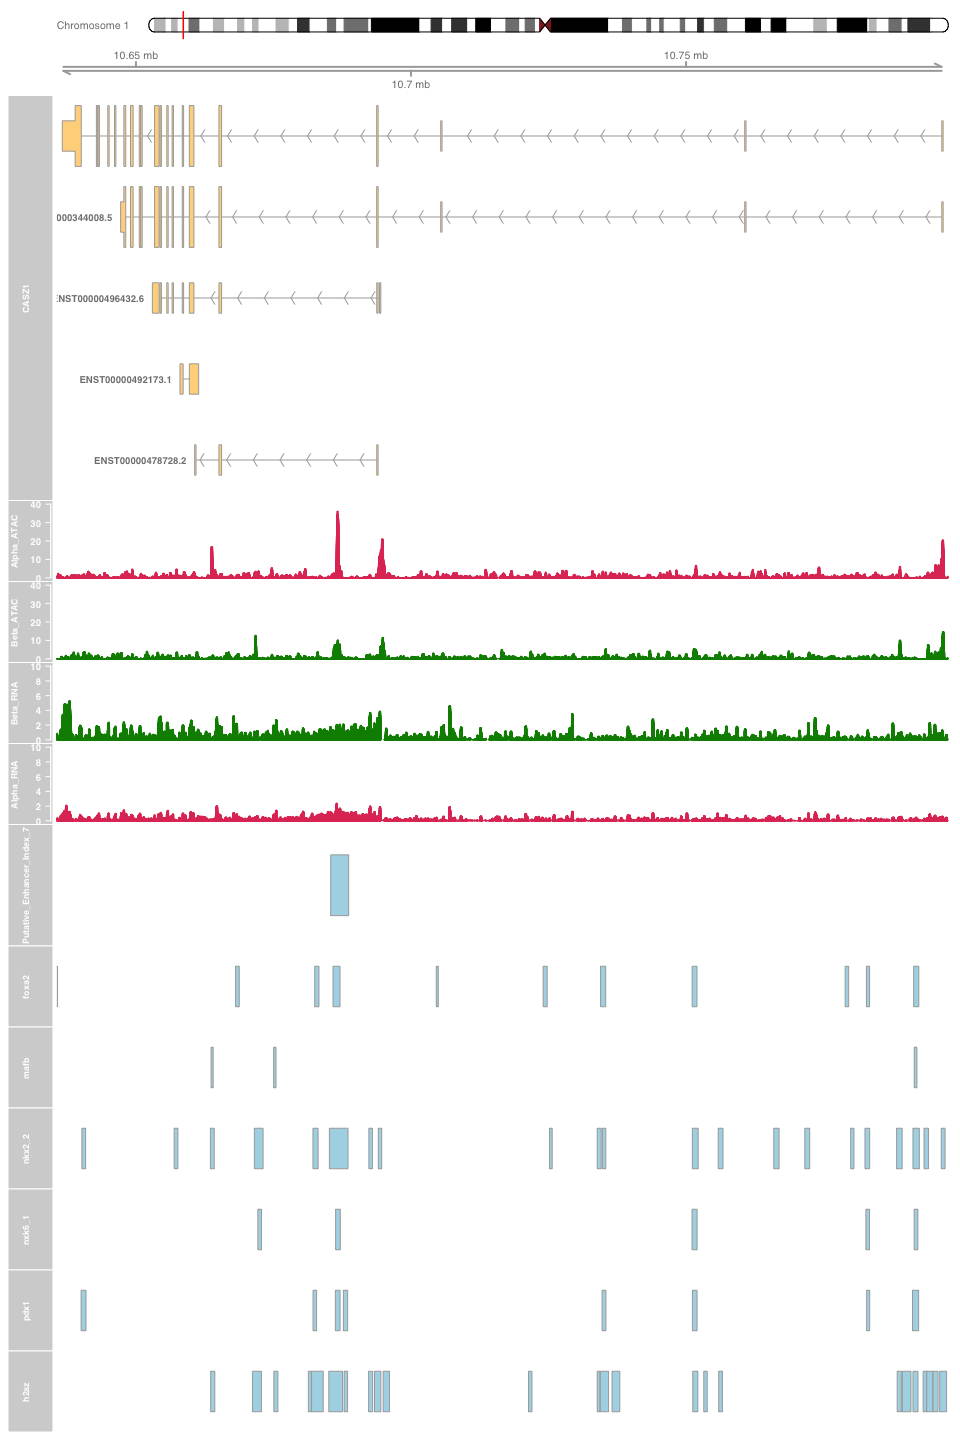 Chromosome 1
10.65 mb
10.75 mb
10.7 mb
CASZ1
000344008.5
ENST00000496432.6
ENST00000492173.1
ENST00000478728.2
Alpha_ATAC
40
30
20
10
0
Beta_ATAC
40
30
20
10
0
Beta_RNA
10
8
6
4
2
0
Alpha_RNA
10
8
6
4
2
0
Putative_Enhancer_Index_7
foxa2
mafb
nkx2_2
nxk6_1
pdx1
h2az